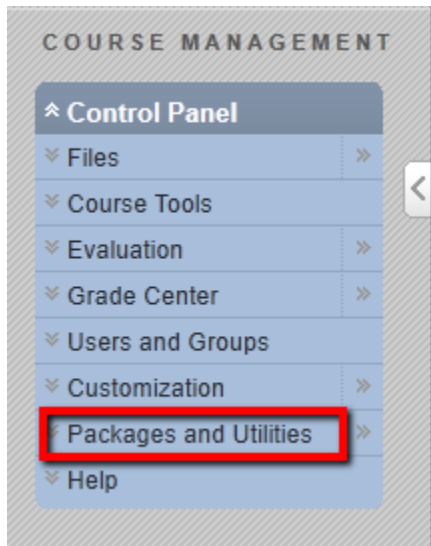 COURSE MANAGEMENT
Control Panel
Files
Course Tools
Evaluation
Grade Center
Users and Groups
Customization
Packages and Utilities
Help